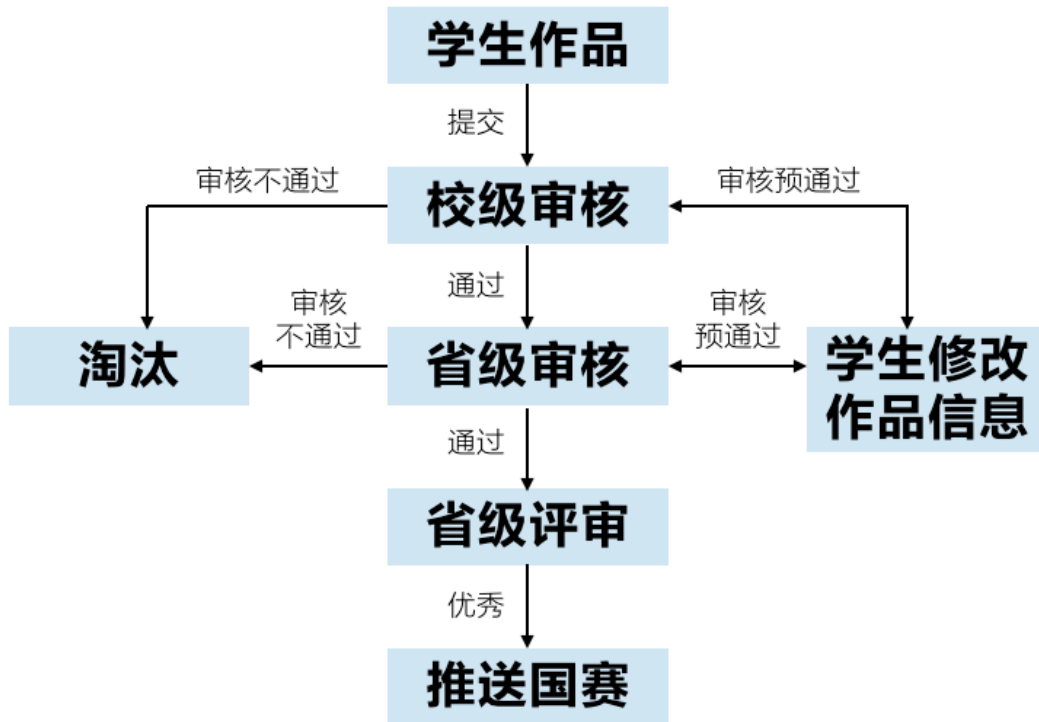 学生作品
提交
审核不通过
审核预通过
校级审核
通过
审核
不通过
审核
预通过
淘汰
省级审核
学生修改
作品信息
通过
省级评审
优秀
推送国赛